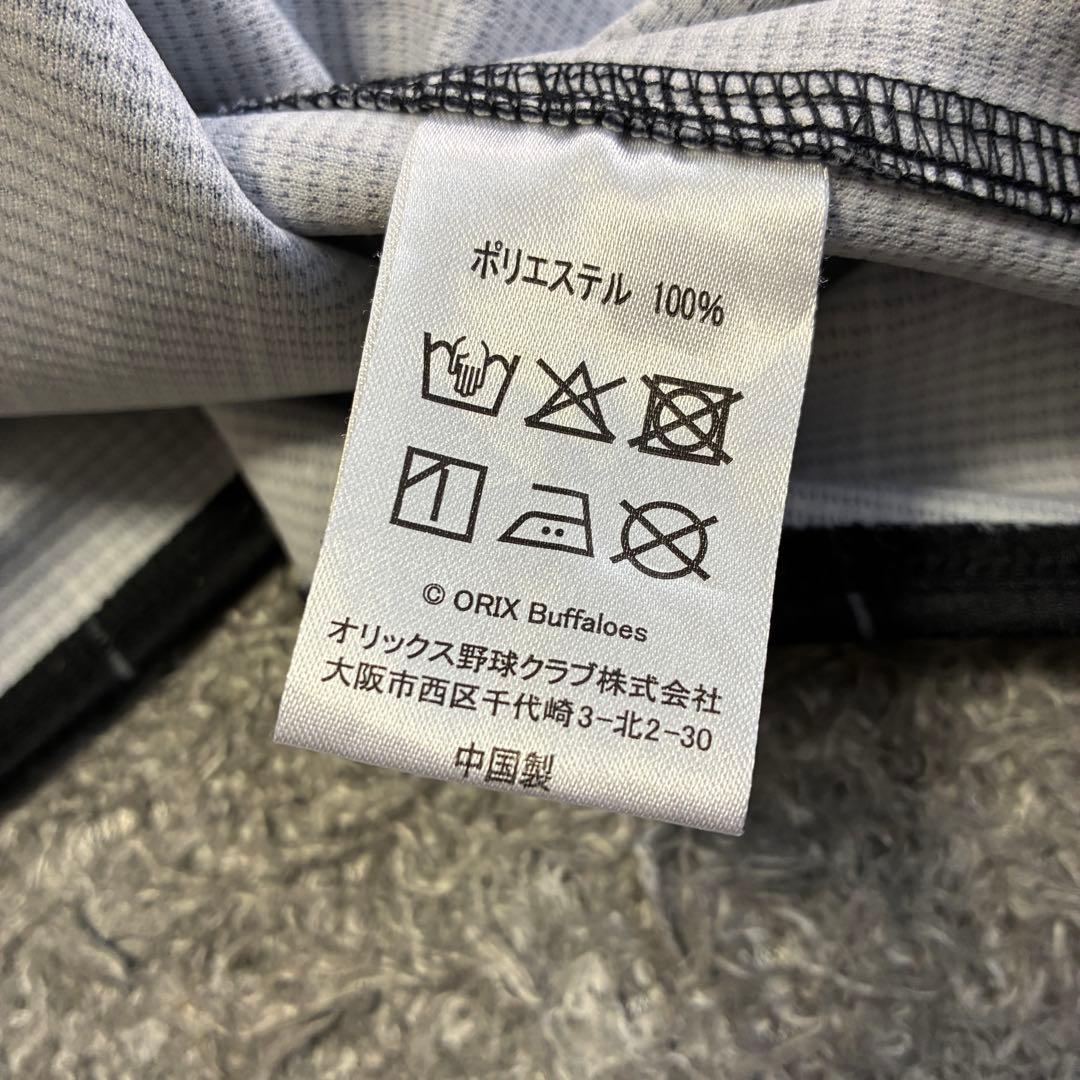 ポリエステル 100%
© ORIX Buffaloes
オリックス野球クラブ株式会社
大阪市西区千代崎3-北2-30
中国製